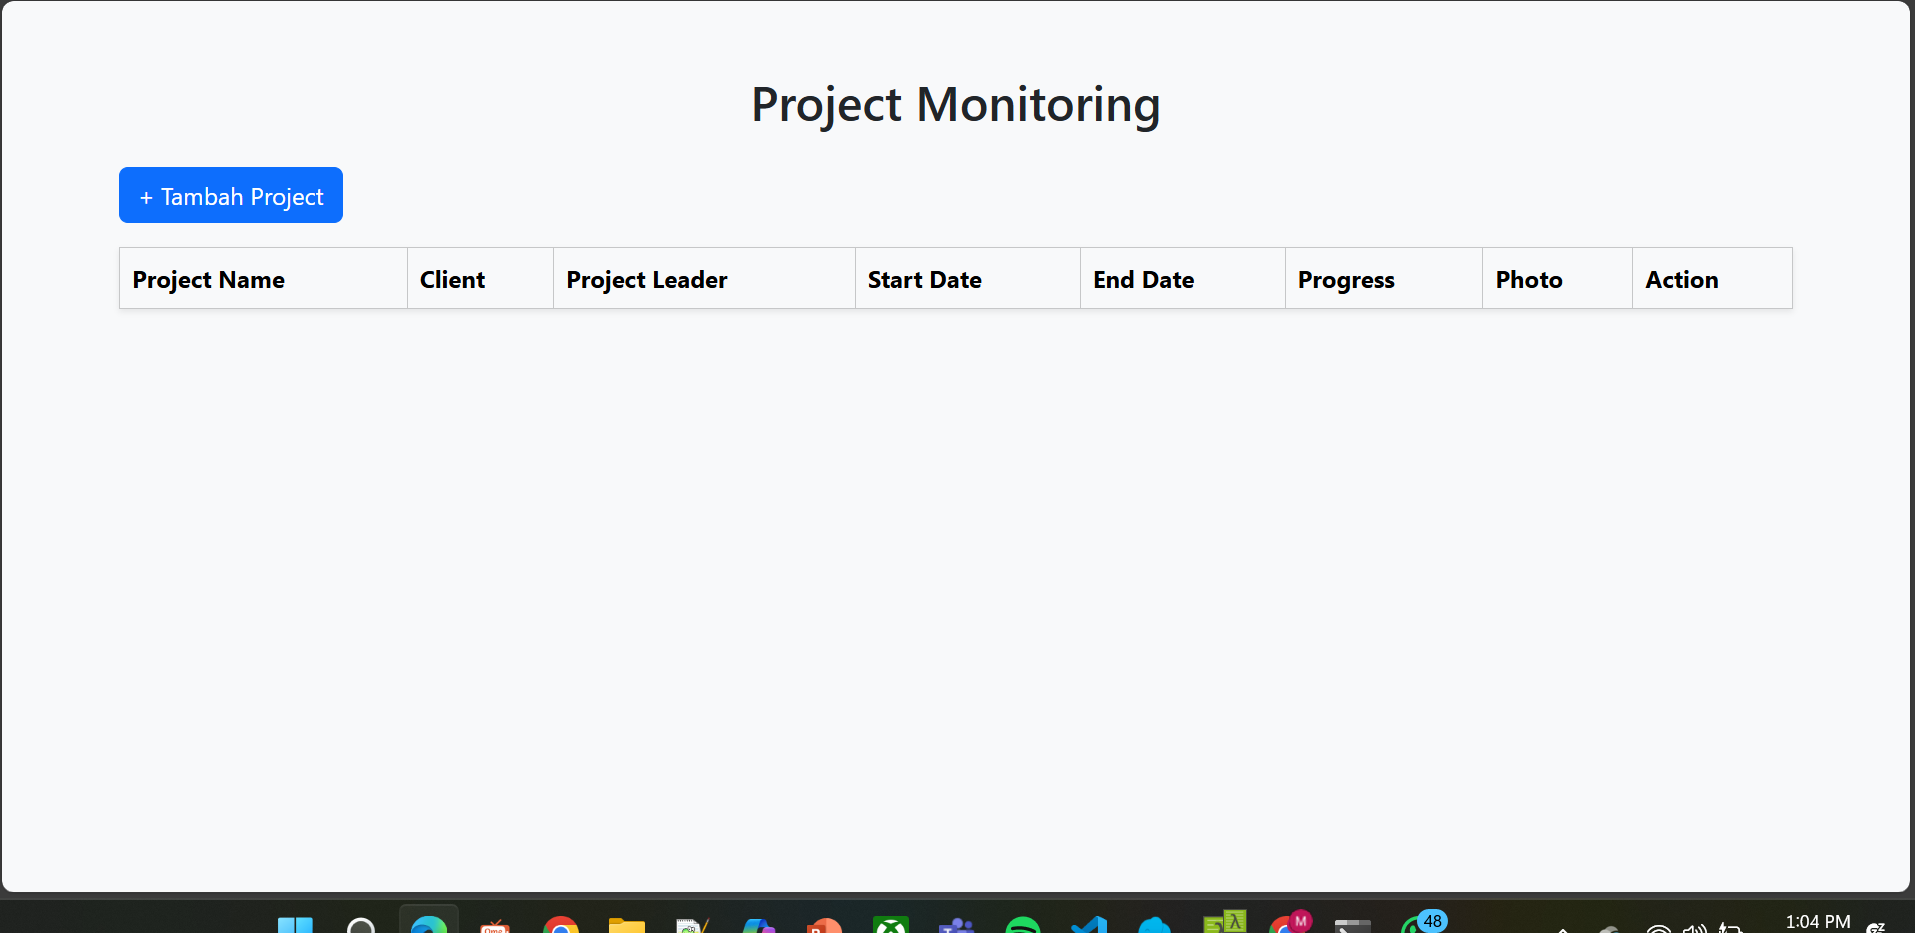 Project Monitoring
+ Tambah Project
Project Name Client Project Leader Start Date End Date Progress Photo Action
M
48
1:04 PM